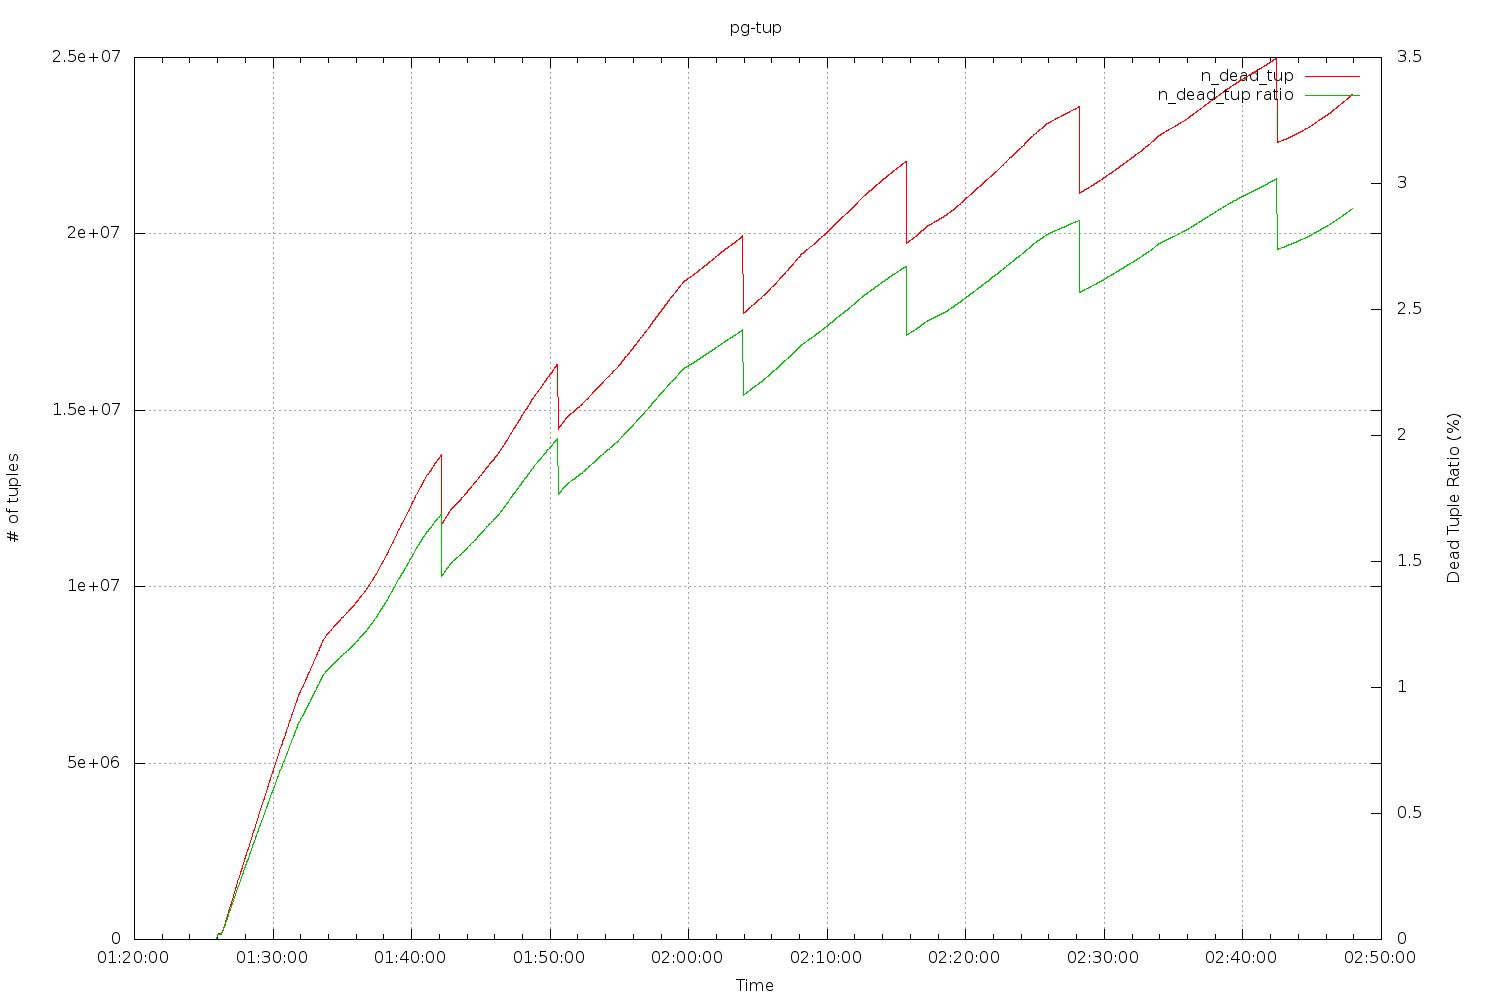 pg-tup
2.5e+07
2e+07
1.5e+07
1e+07
5e+06
0
3.5
3
2.5
2
1.5
1
0.5
0
n_dead_tup
n_dead_tup ratio
# of tuples
Dead Tuple Ratio (%)
01:20:00 01:30:00 01:40:00 01:50:00 02:00:00 02:10:00 02:20:00 02:30:00 02:40:00 02:50:00
Time